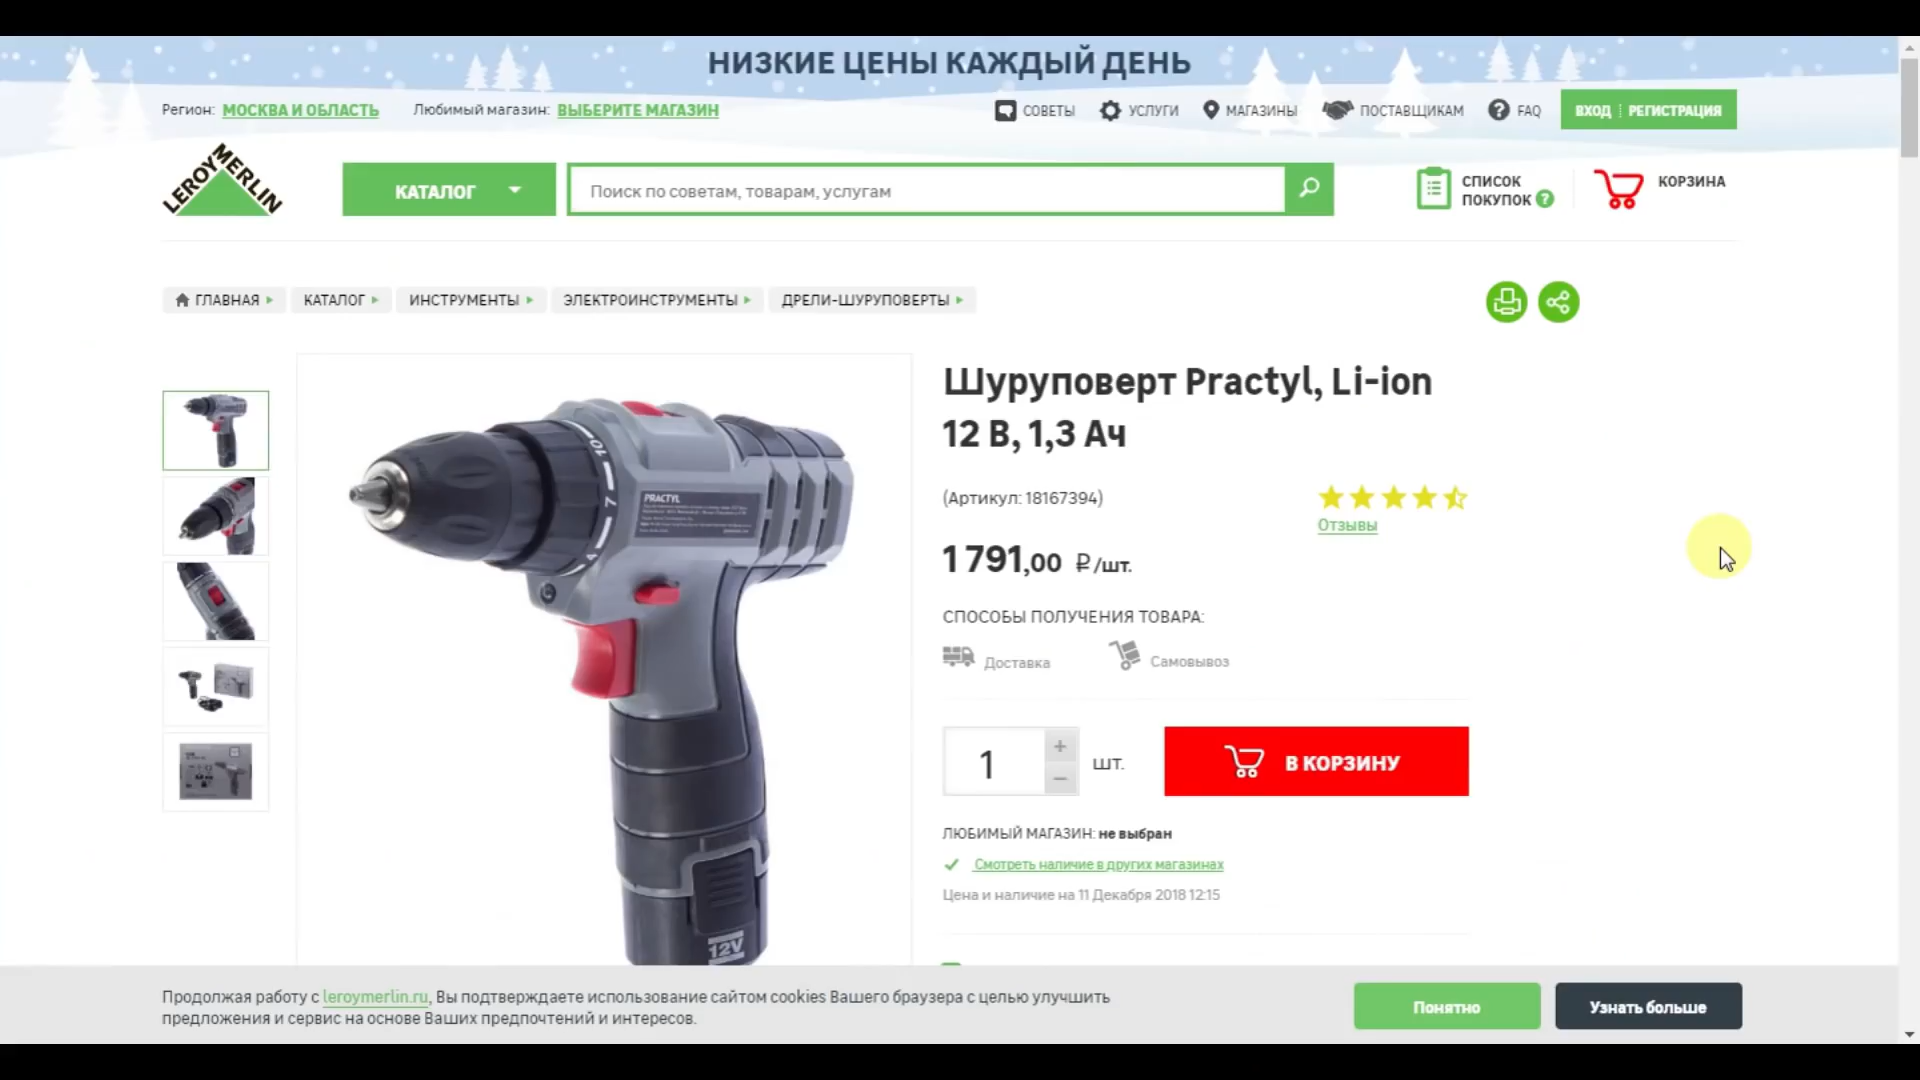 НИЗКИЕ ЦЕНЫ КАЖДЫЙ ДЕНЬ
Регион: МОСКВА И ОБЛАСТЬ Любимый магазин: ВЫБЕРИТЕ МАГАЗИН
СОВЕТЫ УСЛУГИ МАГАЗИНЫ ПОСТАВЩИКАМ FAQ ВХОД РЕГИСТРАЦИЯ
LEROY MERLIN
КАТАЛОГ
Поиск по советам, товарам, услугам
СПИСОК
ПОКУПОК ?
КОРЗИНА
ГЛАВНАЯ КАТАЛОГ ИНСТРУМЕНТЫ ЭЛЕКТРОИНСТРУМЕНТЫ ДРЕЛИ-ШУРУПОВЕРТЫ
Шуруповерт Practyl, Li-ion
12 В, 1,3 Ач
(Артикул: 18167394)
Отзывы
1 791,00 ₽/шт.
СПОСОБЫ ПОЛУЧЕНИЯ ТОВАРА:
Доставка Самовывоз
1 + − шт. В КОРЗИНУ
ЛЮБИМЫЙ МАГАЗИН: не выбран
Смотреть наличие в других магазинах
Цена и наличие на 11 Декабря 2018 12:15
PRACTYL
10
7
4
12V
Продолжая работу с leroymerlin.ru, Вы подтверждаете использование сайтом cookies Вашего браузера с целью улучшить
предложения и сервис на основе Ваших предпочтений и интересов.
Понятно
Узнать больше